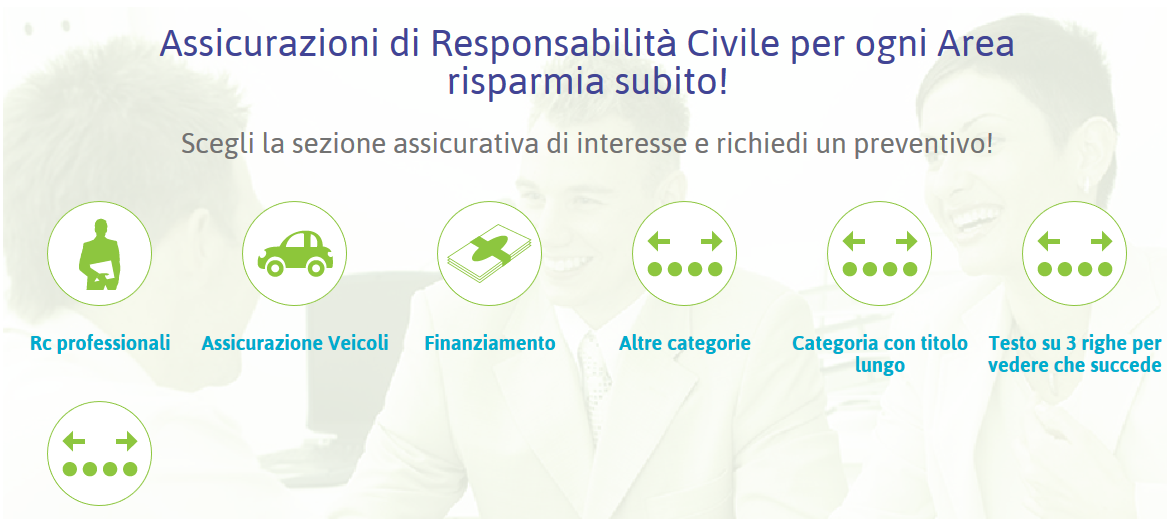 Assicurazioni di Responsabilità Civile per ogni Area
risparmia subito!
Scegli la sezione assicurativa di interesse e richiedi un preventivo!
Rc professionali
Assicurazione Veicoli
Finanziamento
Altre categorie
Categoria con titolo
lungo
Testo su 3 righe per
vedere che succede